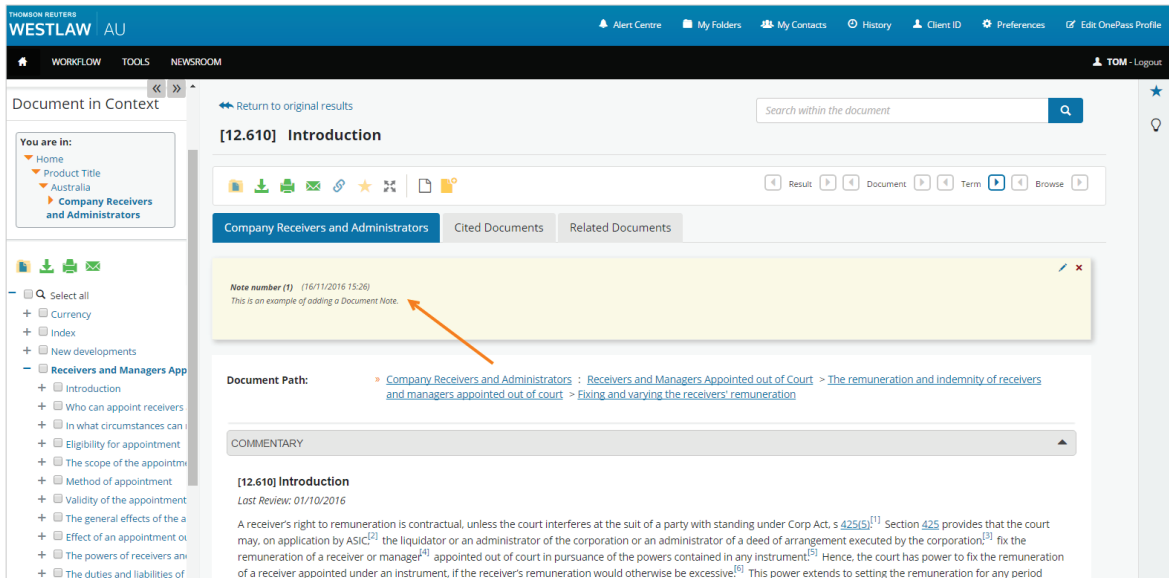 THOMSON REUTERS
WESTLAW AU
Alert Centre My Folders My Contacts History Client ID Preferences Edit OnePass Profile
WORKFLOW TOOLS NEWSROOM TOM - Logout
Document in Context
You are in:
Home
Product Title
Australia
Company Receivers
and Administrators
Select all
Currency
Index
New developments
Receivers and Managers App
Introduction
Who can appoint receivers
In what circumstances can
Eligibility for appointment
The scope of the appointme
Method of appointment
Validity of the appointment
The general effects of the a
Effect of an appointment ou
The powers of receivers an
The duties and liabilities of
Return to original results
Search within the document
[12.610] Introduction
Result Document Term Browse
Company Receivers and Administrators Cited Documents Related Documents
Note number (1) (16/11/2016 15:26)
This is an example of adding a Document Note.
Document Path: » Company Receivers and Administrators : Receivers and Managers Appointed out of Court > The remuneration and indemnity of receivers
and managers appointed out of court > Fixing and varying the receivers' remuneration
COMMENTARY
[12.610] Introduction
Last Review: 01/10/2016
A receiver's right to remuneration is contractual, unless the court interferes at the suit of a party with standing under Corp Act, s 425(5).[1] Section 425 provides that the court
may, on application by ASIC,[2] the liquidator or an administrator of the corporation or an administrator of a deed of arrangement executed by the corporation,[3] fix the
remuneration of a receiver or manager[4] appointed out of court in pursuance of the powers contained in any instrument.[5] Hence, the court has power to fix the remuneration
of a receiver appointed under an instrument, if the receiver's remuneration would otherwise be excessive.[6] This power extends to setting the remuneration for any period